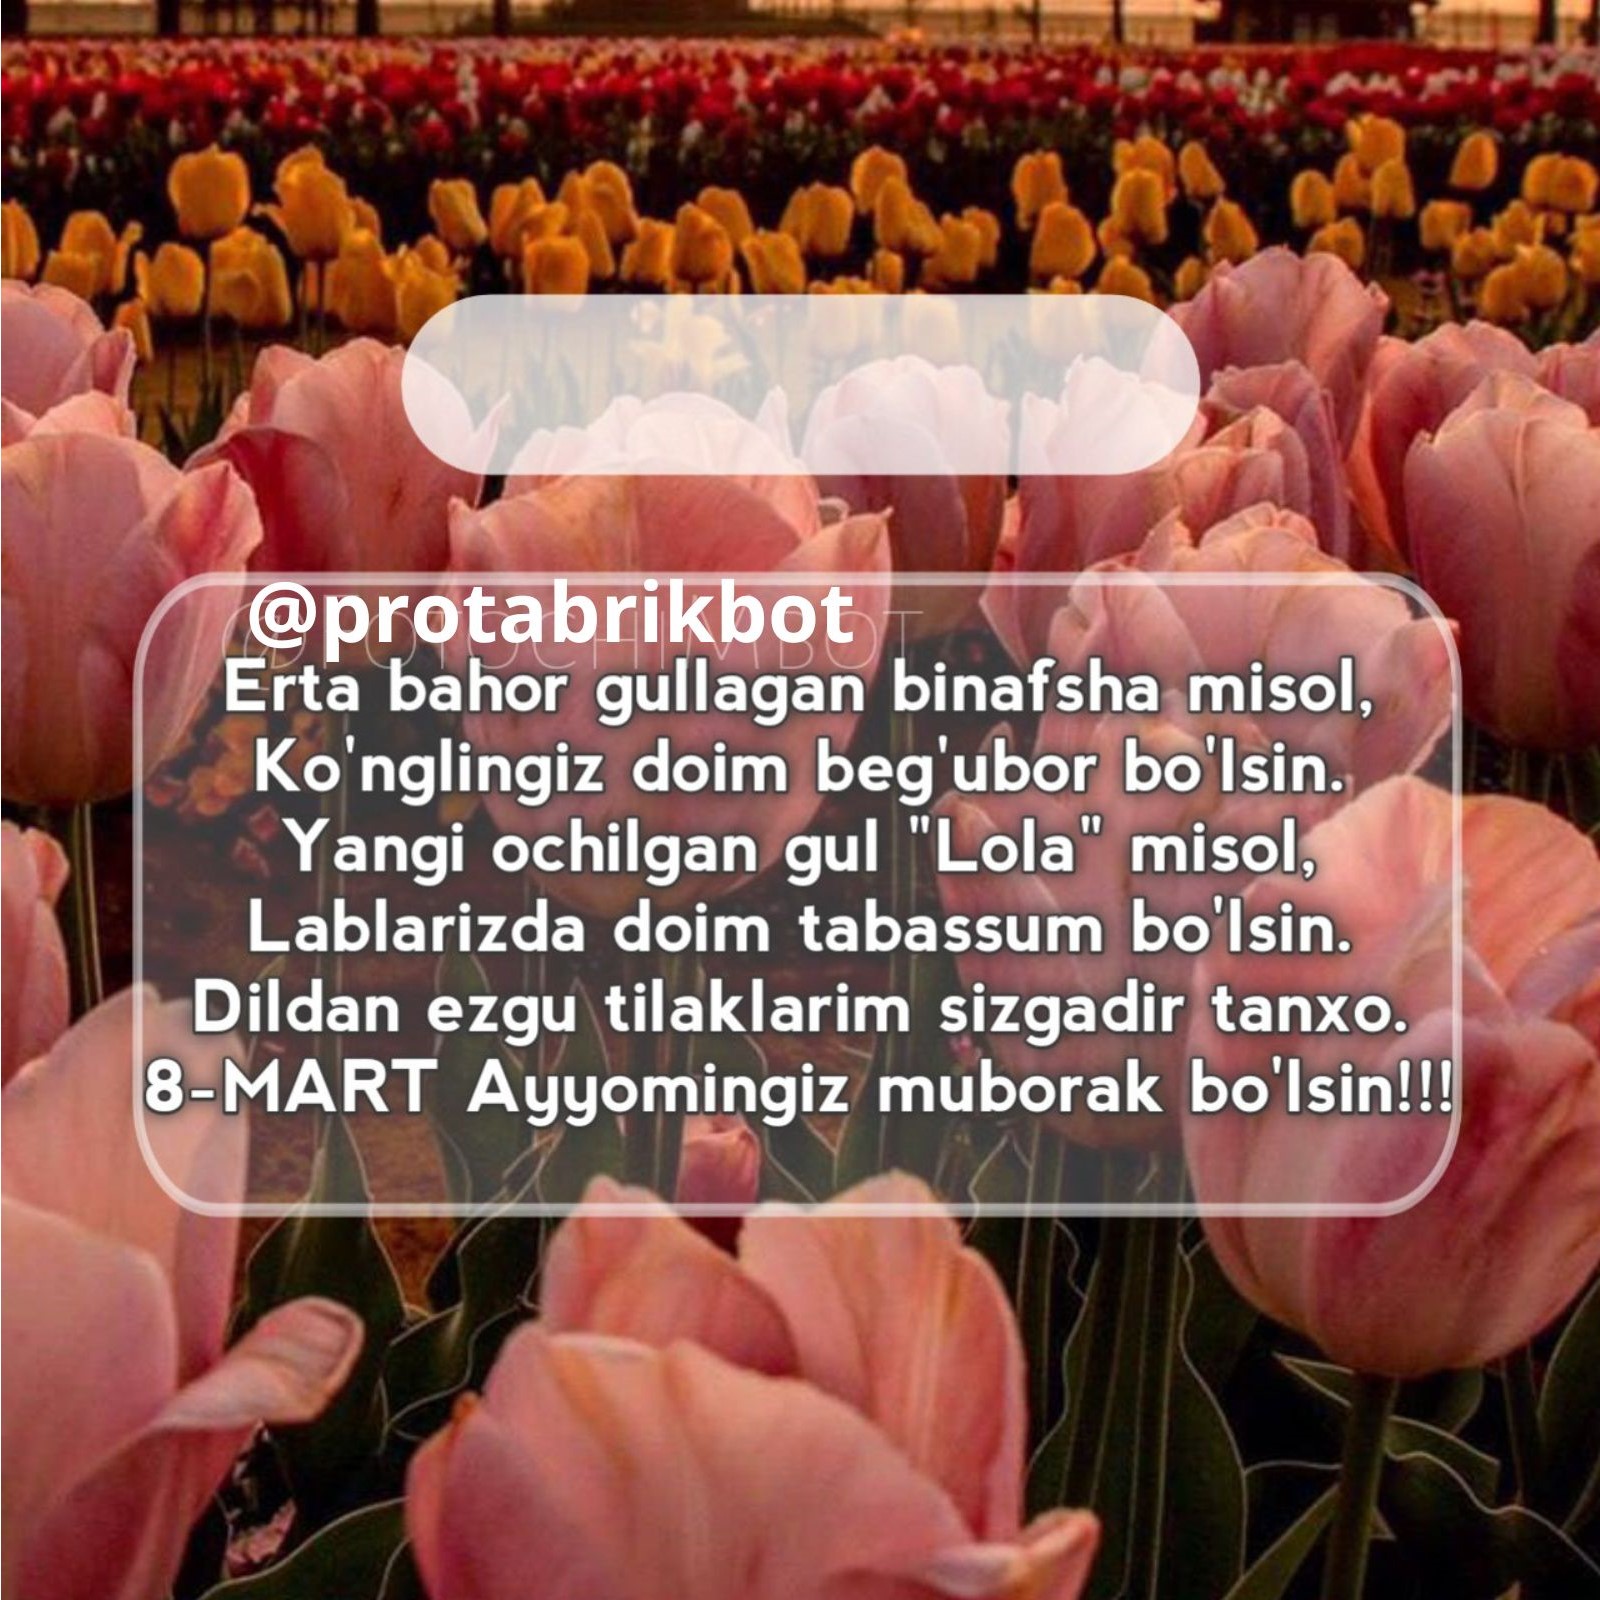 @protabrikbot
@FOTOCHIMBOT
Erta bahor gullagan binafsha misol,
Ko'nglingiz doim beg'ubor bo'lsin.
Yangi ochilgan gul "Lola" misol,
Lablarizda doim tabassum bo'lsin.
Dildan ezgu tilaklarim sizgadir tanxo.
8-MART Ayyomingiz muborak bo'lsin!!!